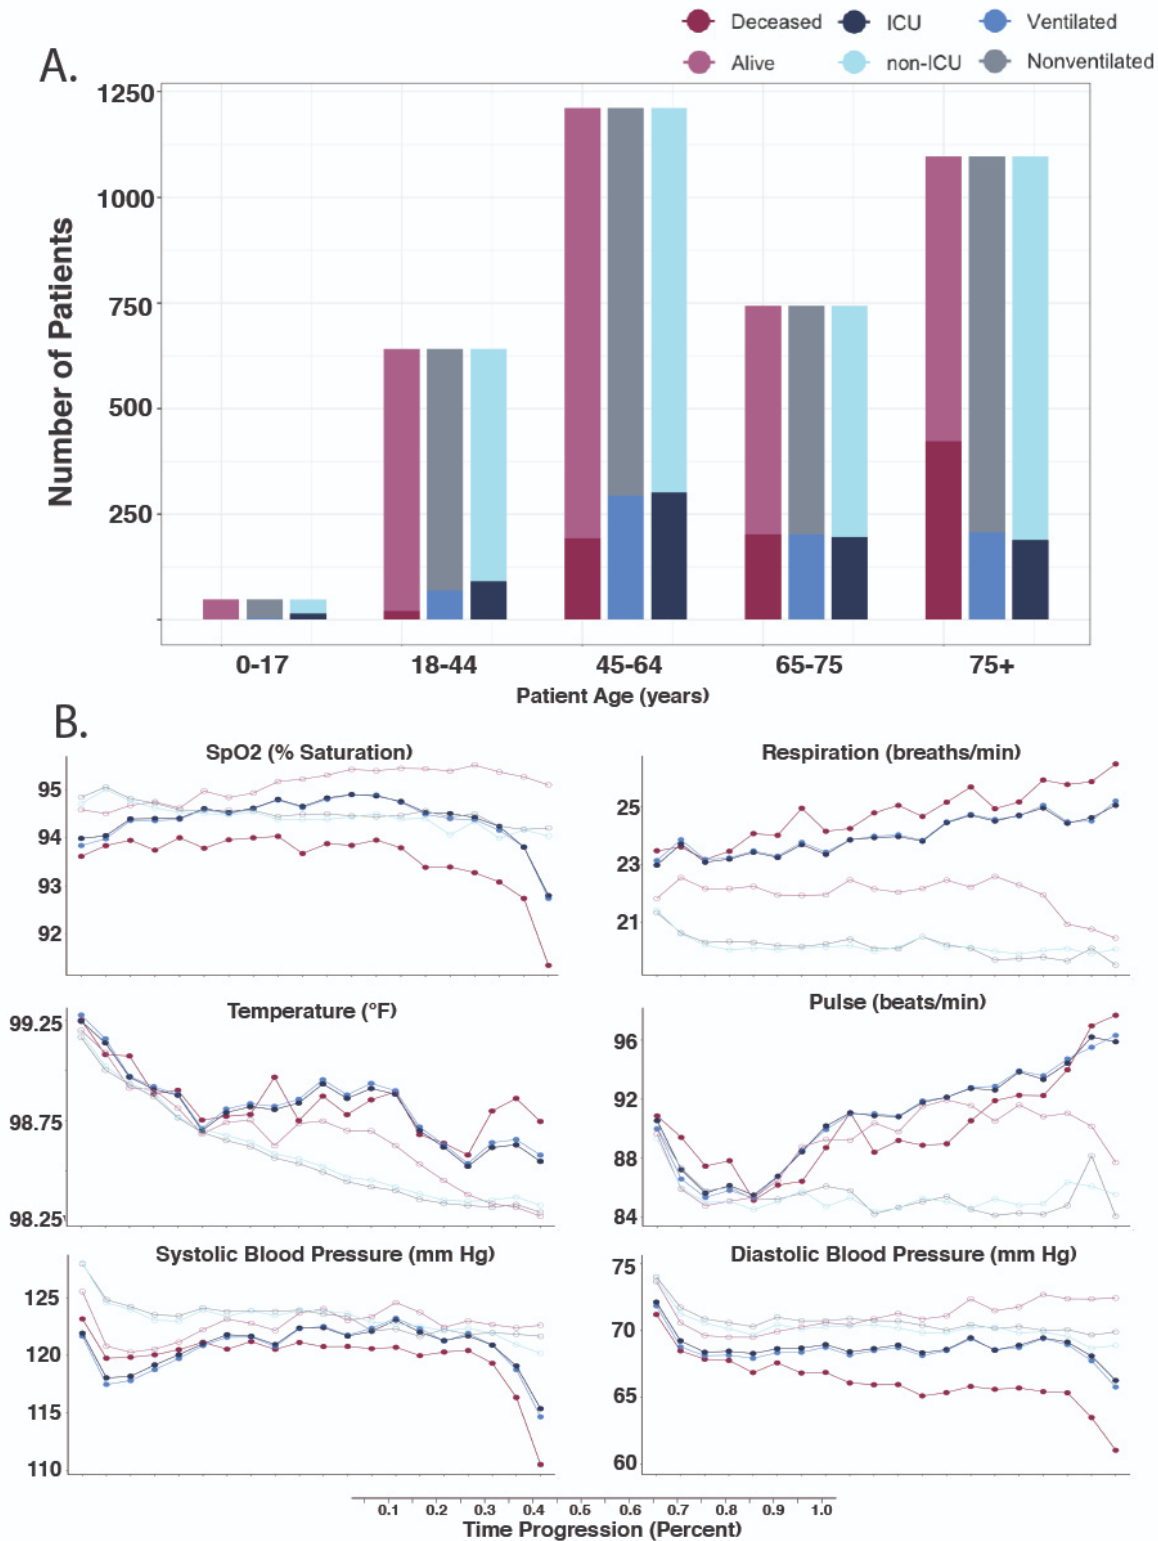 Deceased ICU Ventilated
A.
Alive non-ICU Nonventilated
1250
1000
750
500
250
Number of Patients
0-17 18-44 45-64 65-75 75+
Patient Age (years)
B.
SpO2 (% Saturation) Respiration (breaths/min)
95
94
93
92
25
23
21
Temperature (°F) Pulse (beats/min)
99.25
98.75
98.25
96
92
88
84
Systolic Blood Pressure (mm Hg) Diastolic Blood Pressure (mm Hg)
125
120
115
110
75
70
65
60
0.1 0.2 0.3 0.4 0.5 0.6 0.7 0.8 0.9 1.0
Time Progression (Percent)